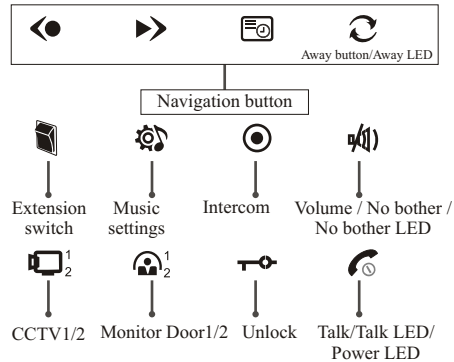 Away button/Away LED
Navigation button
Extension switch
Music settings
Intercom
Volume / No bother / No bother LED
1
2
1
2
CCTV1/2
Monitor Door1/2
Unlock
Talk/Talk LED/ Power LED